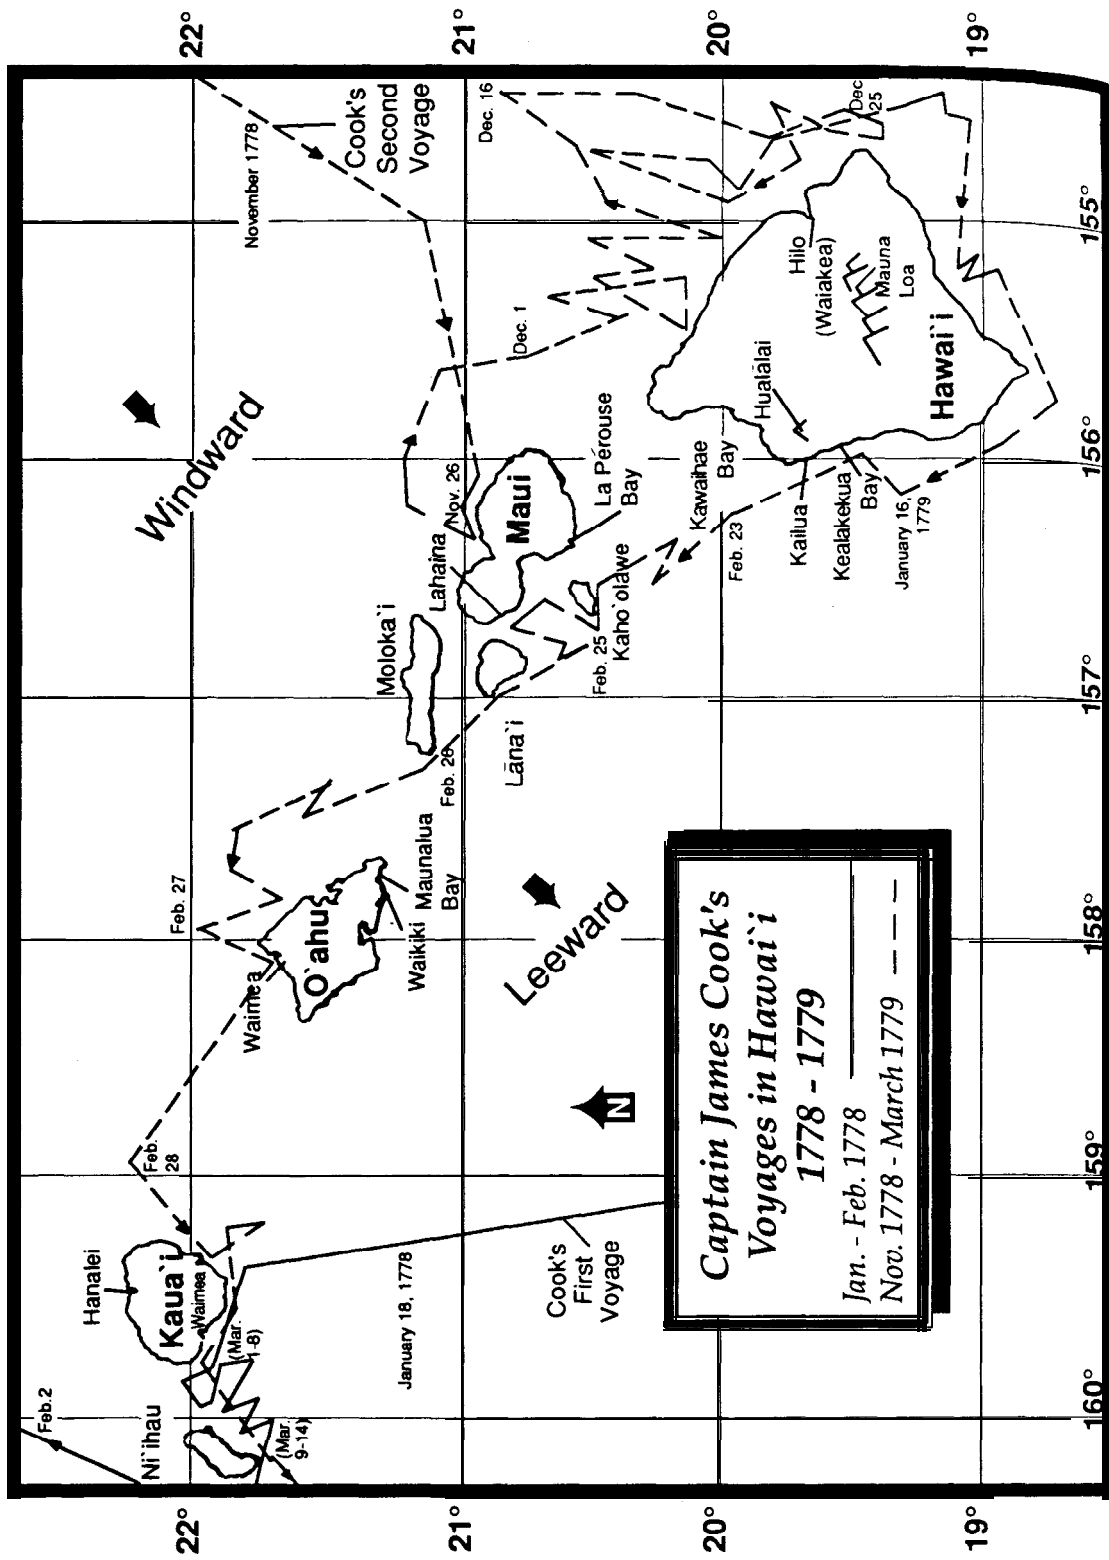 160°
159°
158°
157°
156°
155°
22°
21°
20°
19°
22°
21°
20°
19°
Feb.2
Ni`ihau
Hanalei
Kaua`i
Waimea
(Mar.
1-8)
(Mar.
9-14)
January 18, 1778
Cook's
First
Voyage
Feb.
28
Waimea
O`ahu
Feb. 27
Waikiki
Maunalua
Bay
Feb. 26
Moloka`i
Lāna`i
Lahaina
Maui
Nov. 26
Feb. 25
Kaho`olawe
La Pérouse
Bay
Windward
Leeward
N
November 1778
Cook's
Second
Voyage
Dec. 1
Dec. 16
Dec
25
Feb. 23
Kawaihae
Bay
Kailua
Kealakekua
Bay
January 16,
1779
Hualālai
Hilo
(Waiakea)
Mauna
Loa
Hawai`i
Captain James Cook's
Voyages in Hawai`i
1778 - 1779
Jan. - Feb. 1778
Nov. 1778 - March 1779